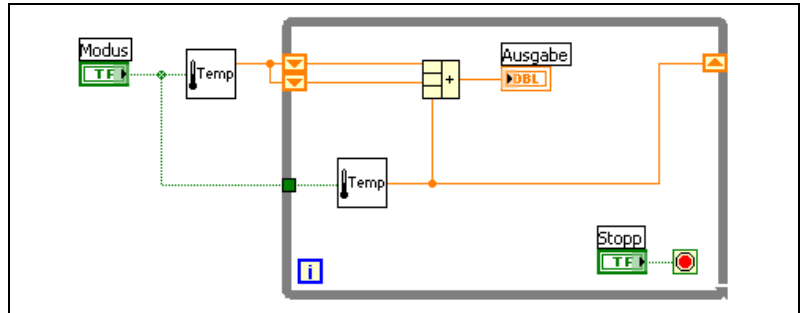 Modus
TF
Temp
Ausgabe
DBL
+
Temp
Stopp
TF
i